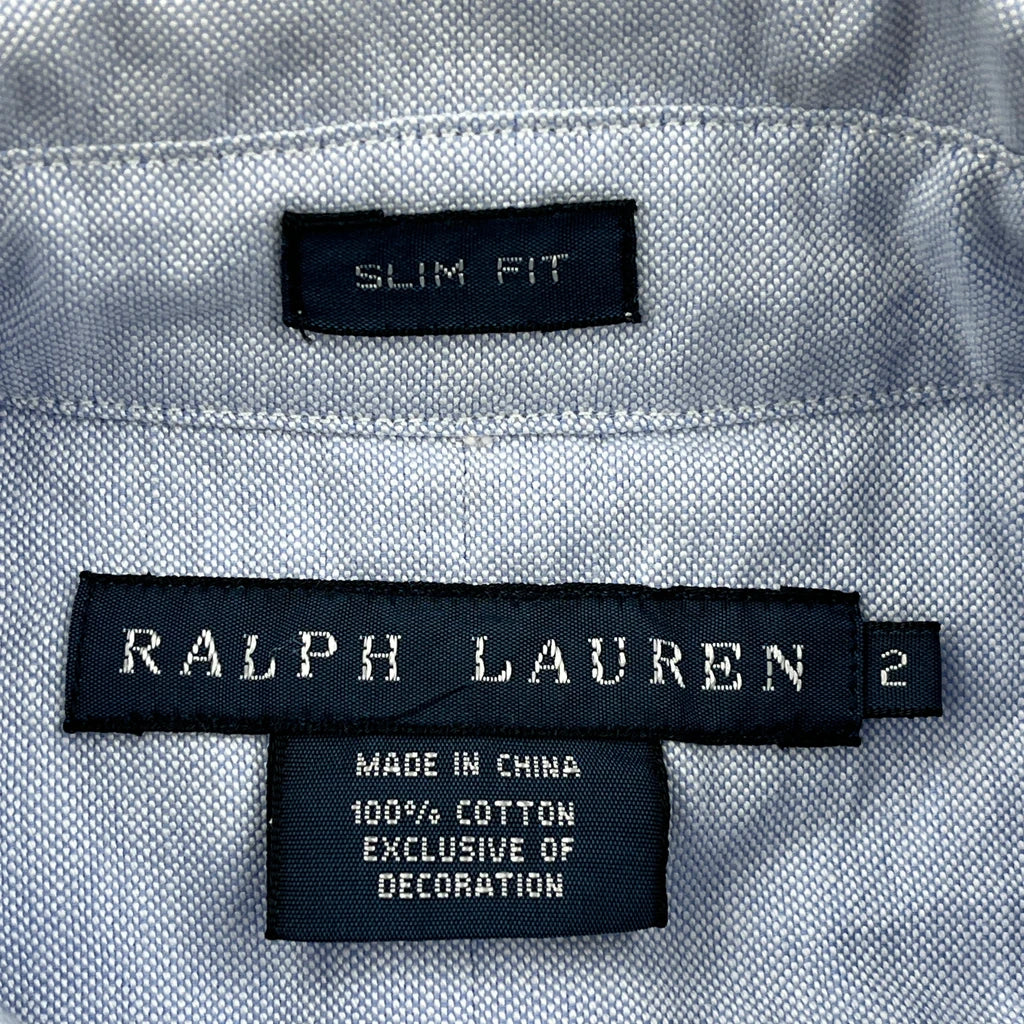 SLIM FIT
RALPH LAUREN 2
MADE IN CHINA
100% COTTON
EXCLUSIVE OF
DECORATION